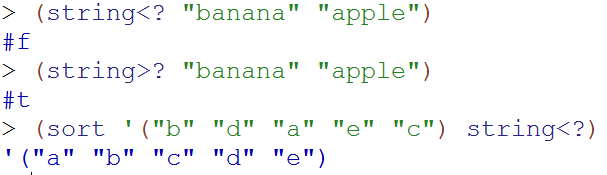 > (string<? "banana" "apple")
#f
> (string>? "banana" "apple")
#t
> (sort '("b" "d" "a" "e" "c") string<?)
'("a" "b" "c" "d" "e")